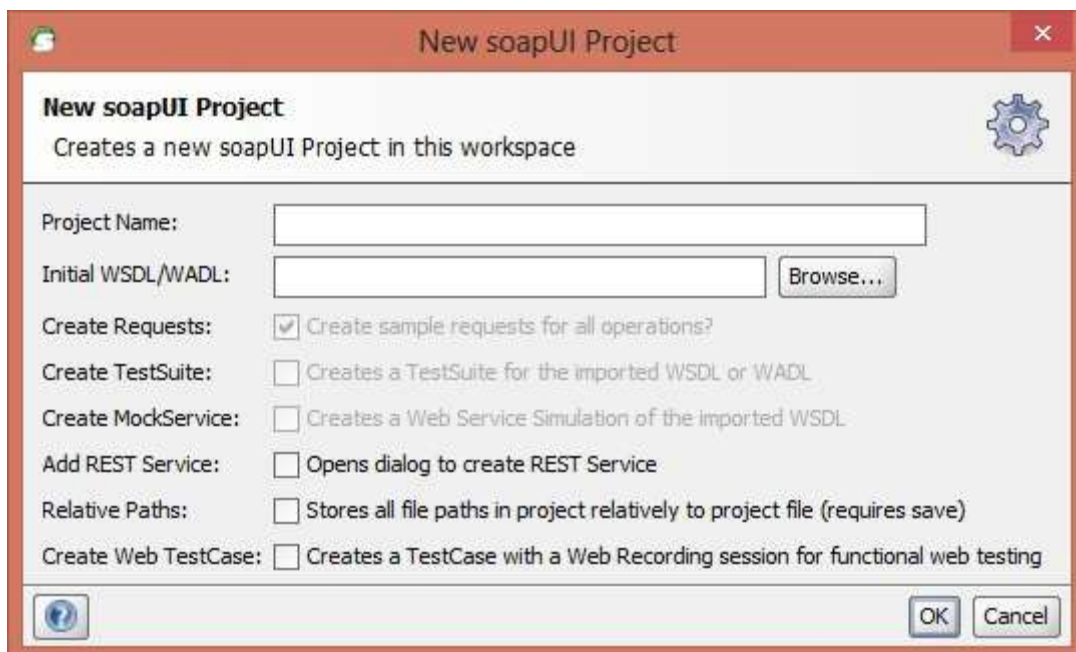 New soapUI Project
New soapUI Project
Creates a new soapUI Project in this workspace
Project Name:
Initial WSDL/WADL: Browse...
Create Requests: Create sample requests for all operations?
Create TestSuite: Creates a TestSuite for the imported WSDL or WADL
Create MockService: Creates a Web Service Simulation of the imported WSDL
Add REST Service: Opens dialog to create REST Service
Relative Paths: Stores all file paths in project relatively to project file (requires save)
Create Web TestCase: Creates a TestCase with a Web Recording session for functional web testing
OK Cancel